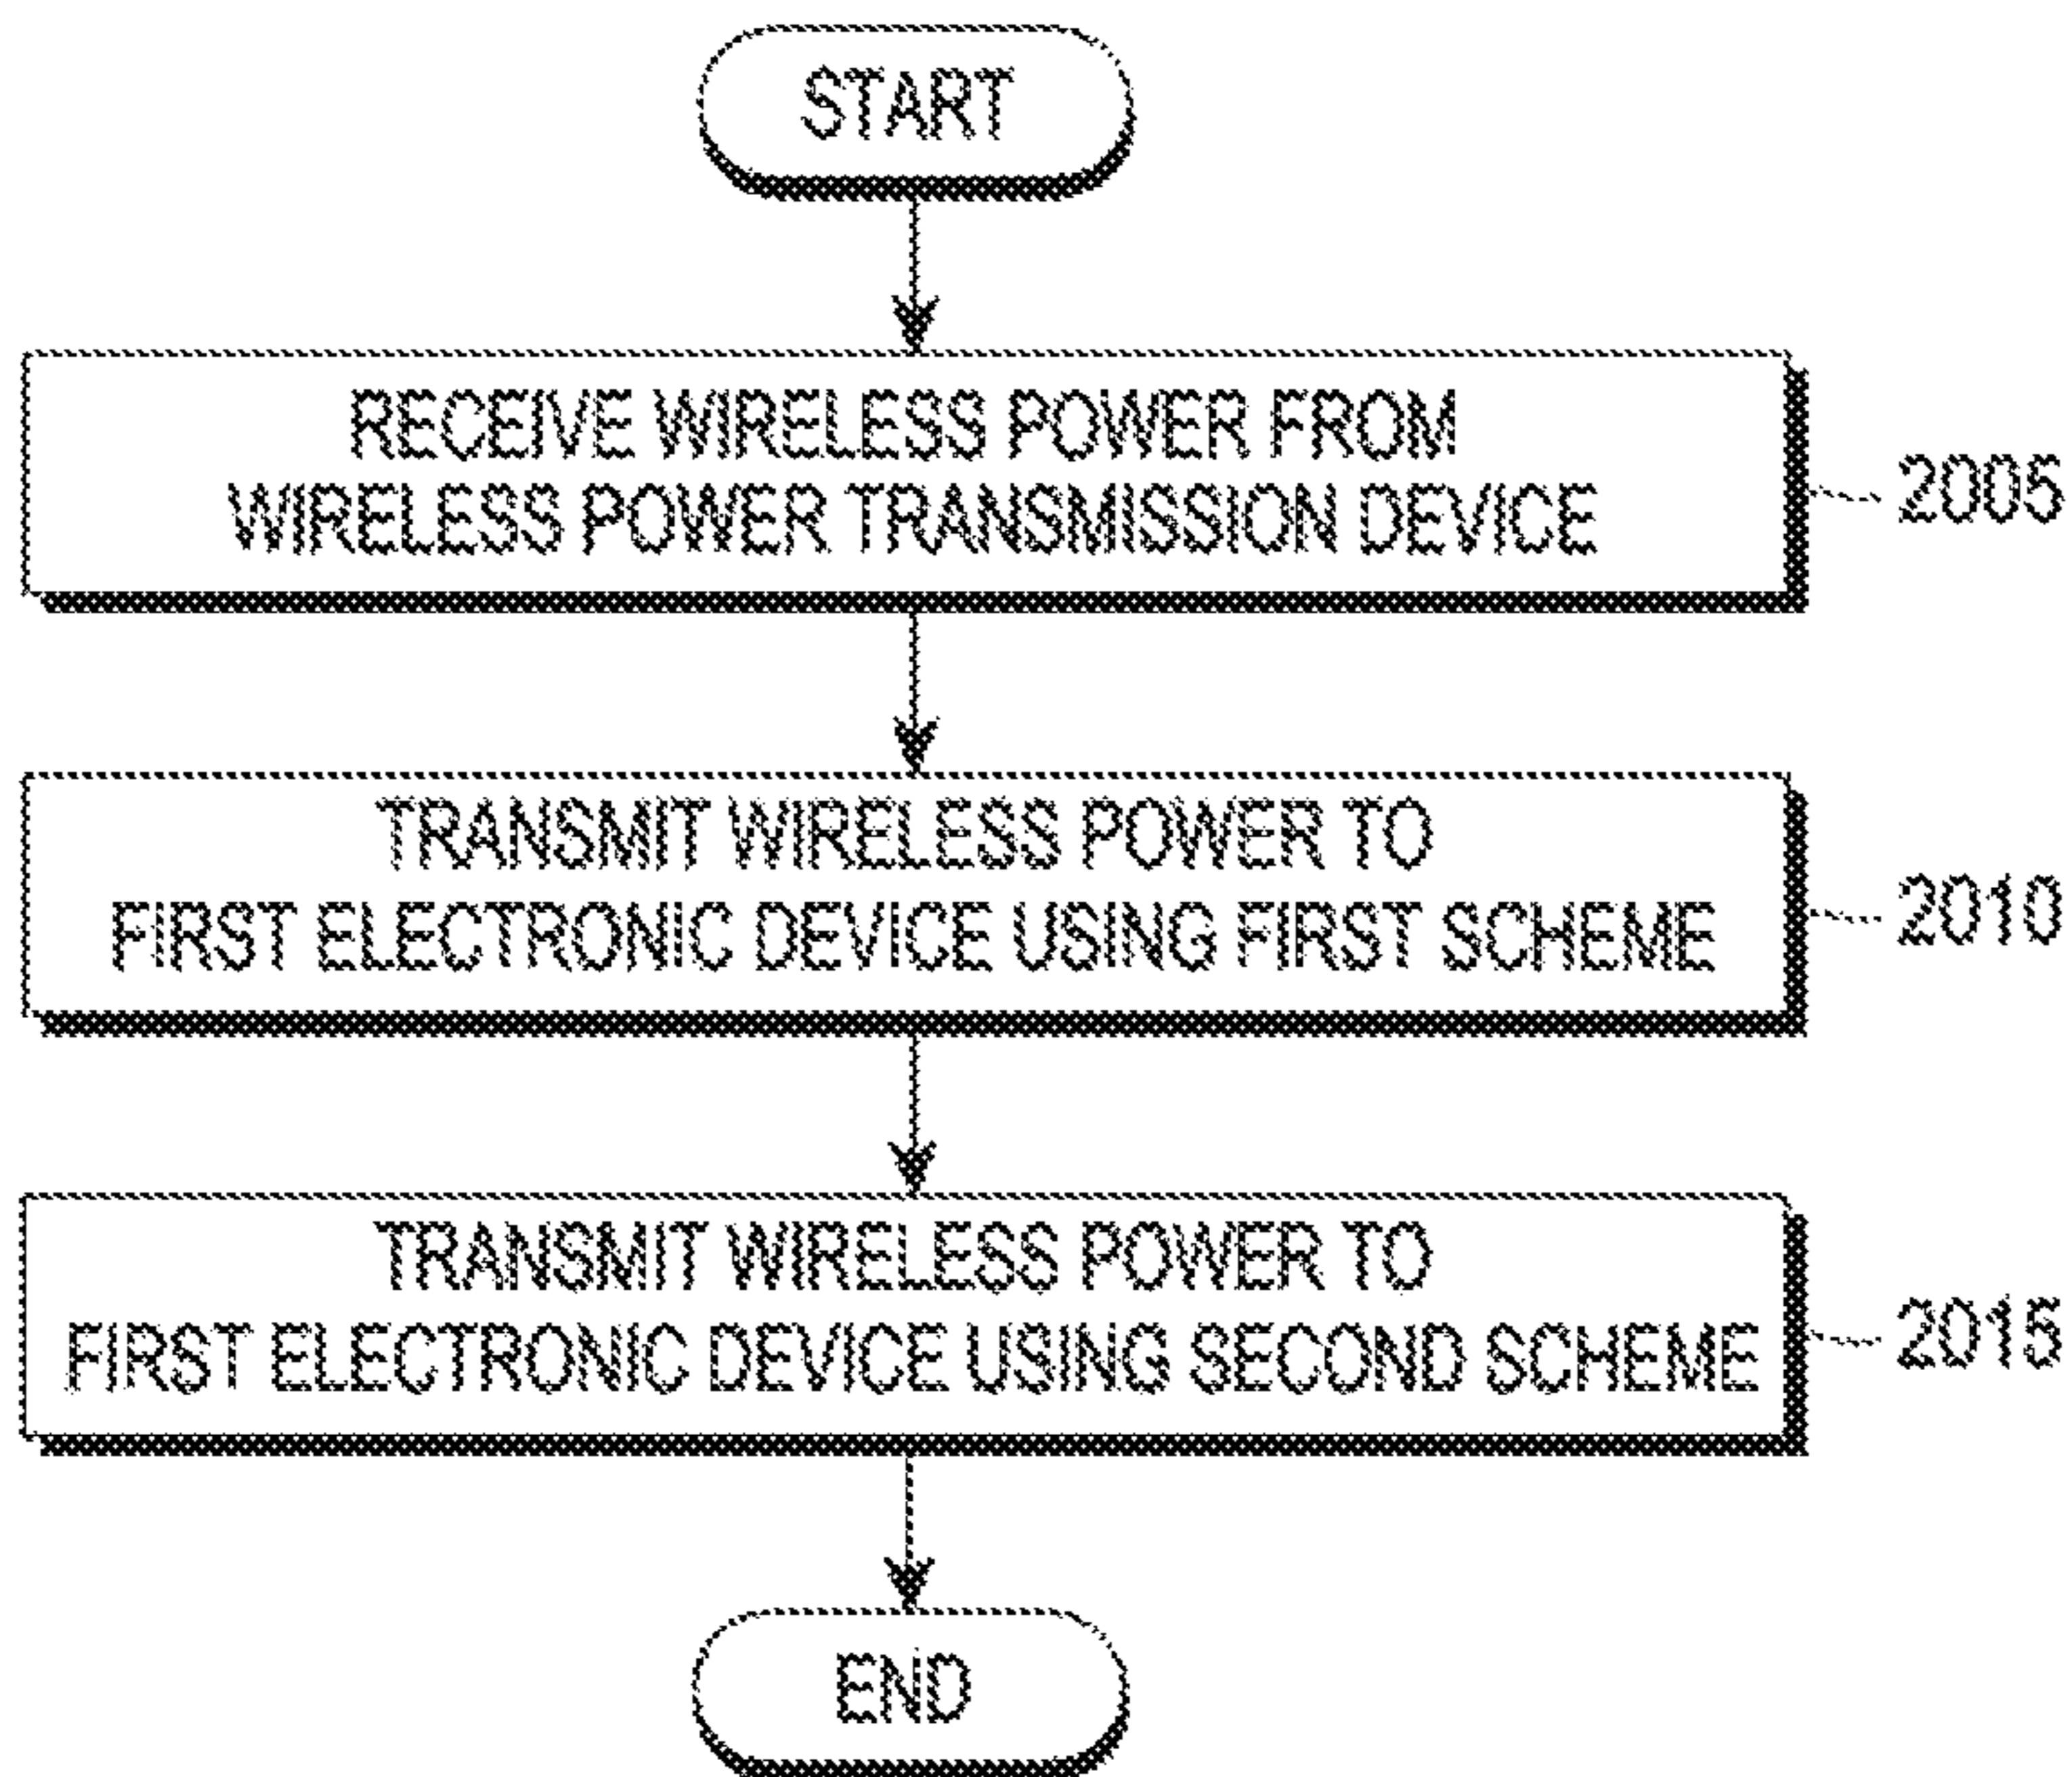 START
RECEIVE WIRELESS POWER FROM
WIRELESS POWER TRANSMISSION DEVICE
2005
TRANSMIT WIRELESS POWER TO
FIRST ELECTRONIC DEVICE USING FIRST SCHEME
2010
TRANSMIT WIRELESS POWER TO
FIRST ELECTRONIC DEVICE USING SECOND SCHEME
2015
END